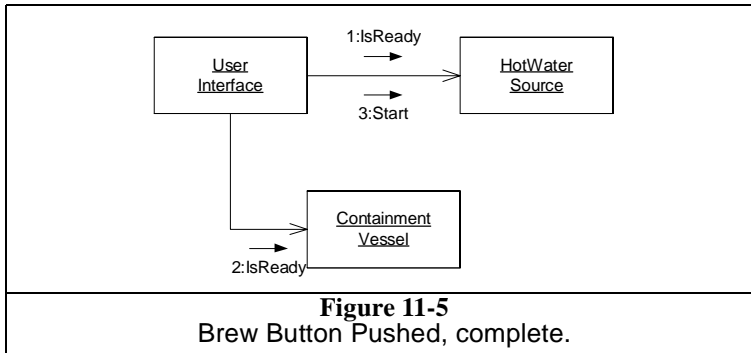 1:IsReady
User
Interface
HotWater
Source
3:Start
Containment
Vessel
2:IsReady
Figure 11-5
Brew Button Pushed, complete.